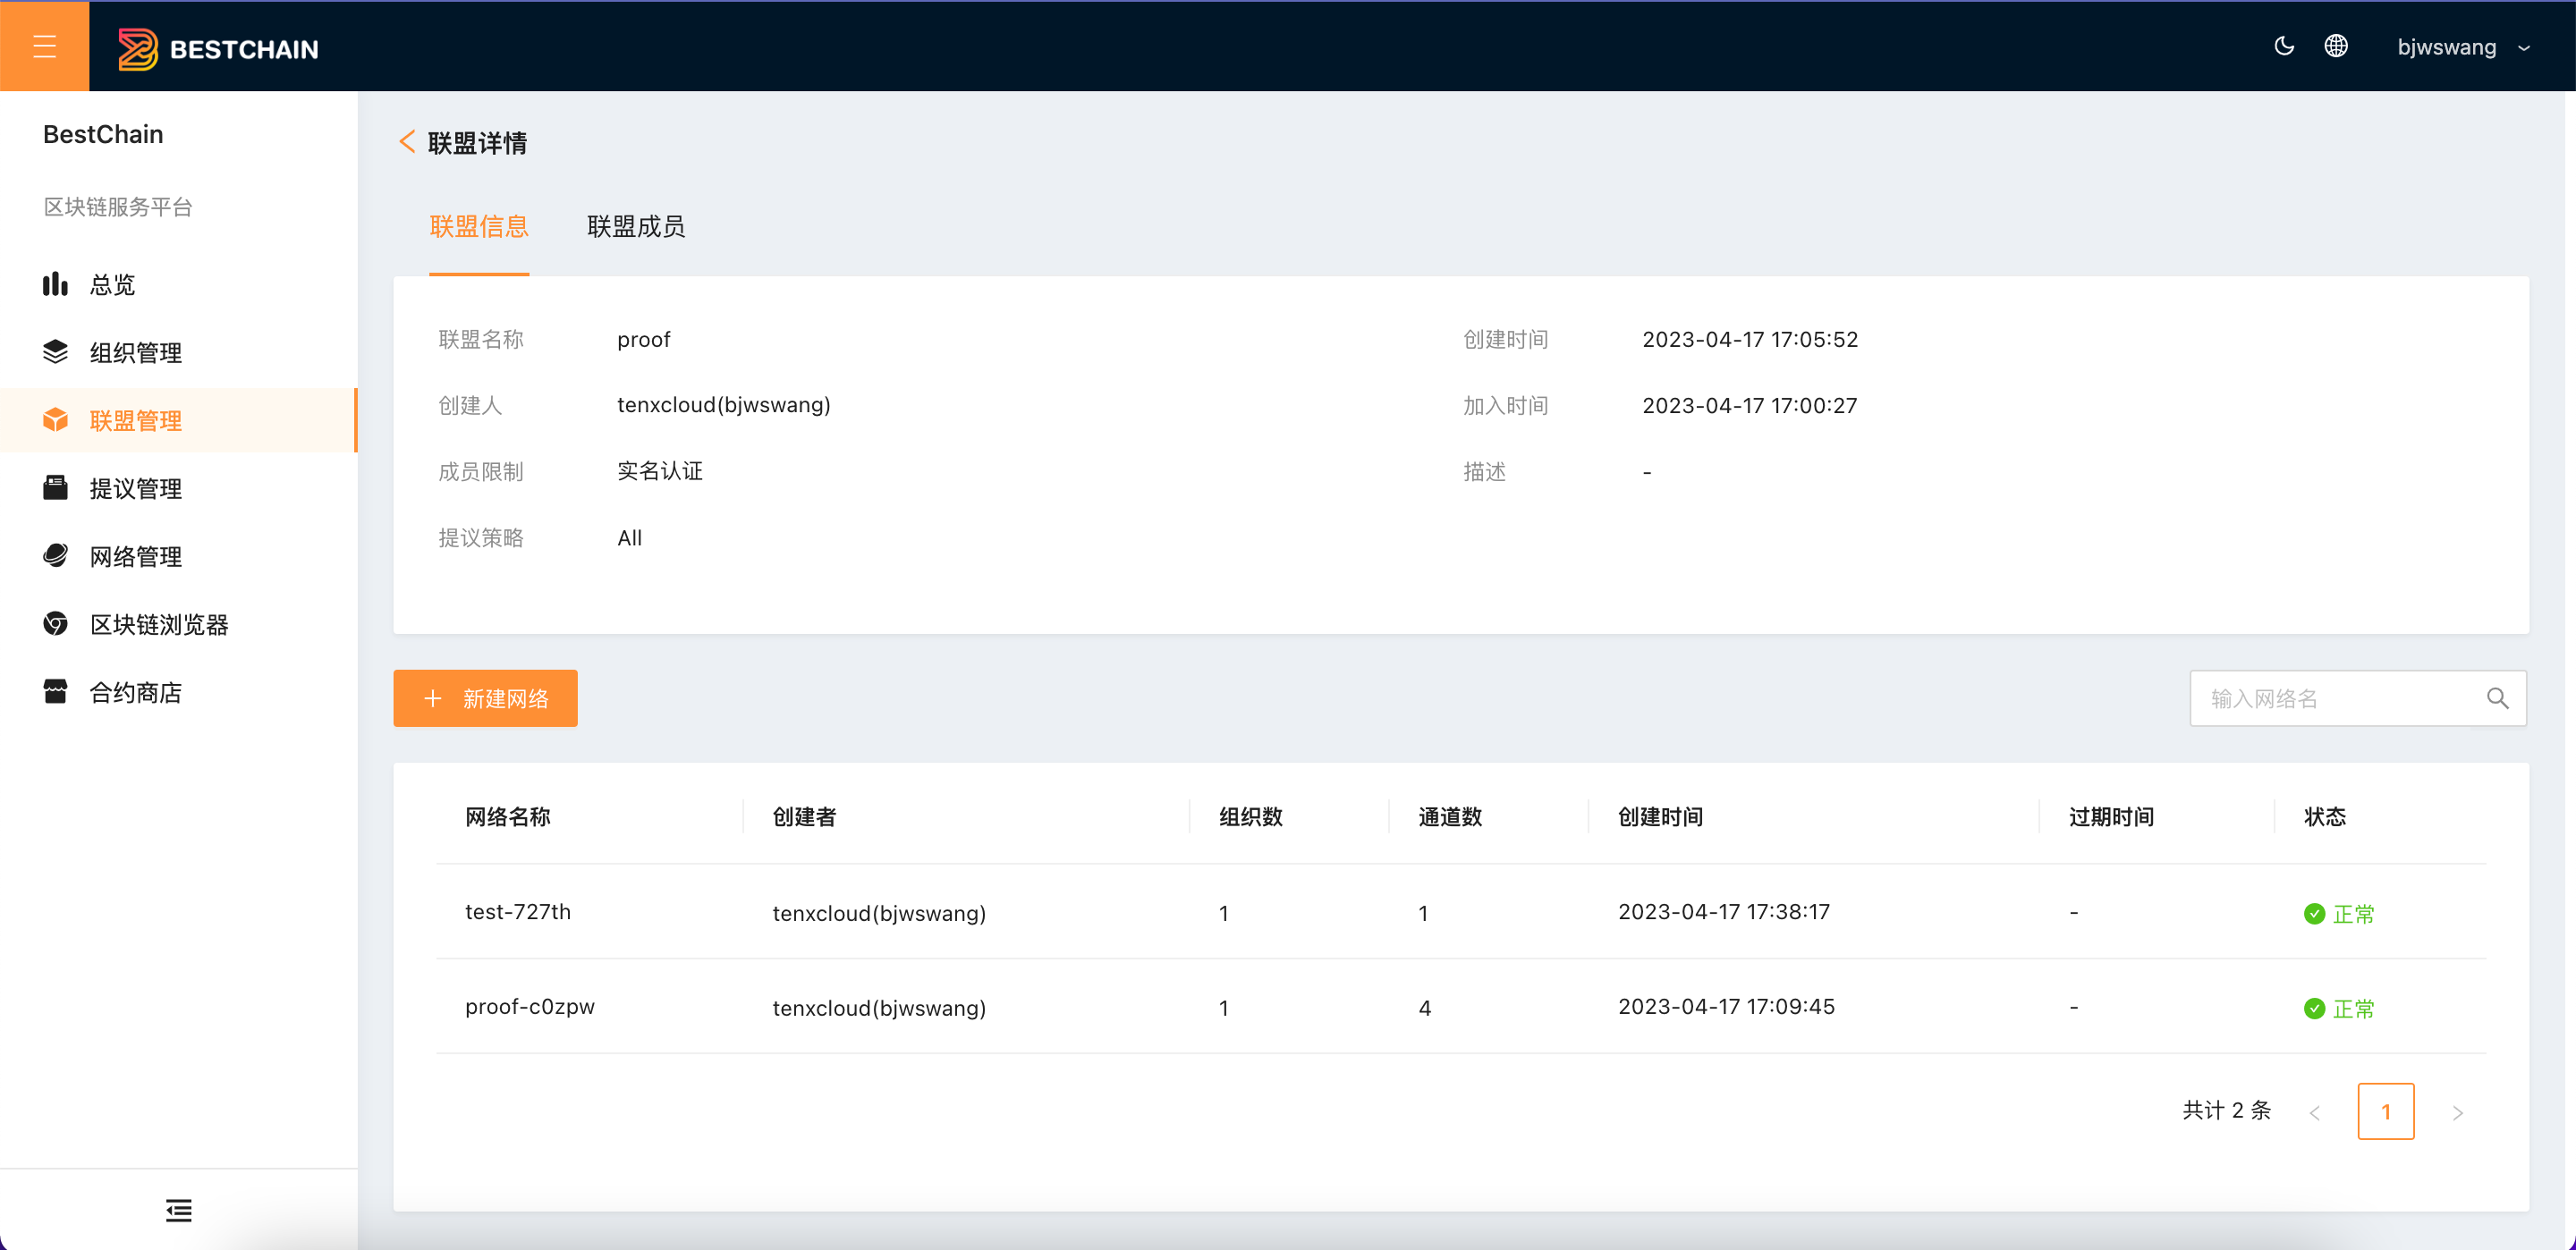 BESTCHAIN
bjwswang
BestChain
区块链服务平台
总览
组织管理
联盟管理
提议管理
网络管理
区块链浏览器
合约商店
联盟详情
联盟信息 联盟成员
联盟名称 proof 创建时间 2023-04-17 17:05:52
创建人 tenxcloud(bjwswang) 加入时间 2023-04-17 17:00:27
成员限制 实名认证 描述 -
提议策略 All
+ 新建网络 输入网络名
网络名称 创建者 组织数 通道数 创建时间 过期时间 状态
test-727th tenxcloud(bjwswang) 1 1 2023-04-17 17:38:17 - 正常
proof-c0zpw tenxcloud(bjwswang) 1 4 2023-04-17 17:09:45 - 正常
共计 2 条 < 1 >